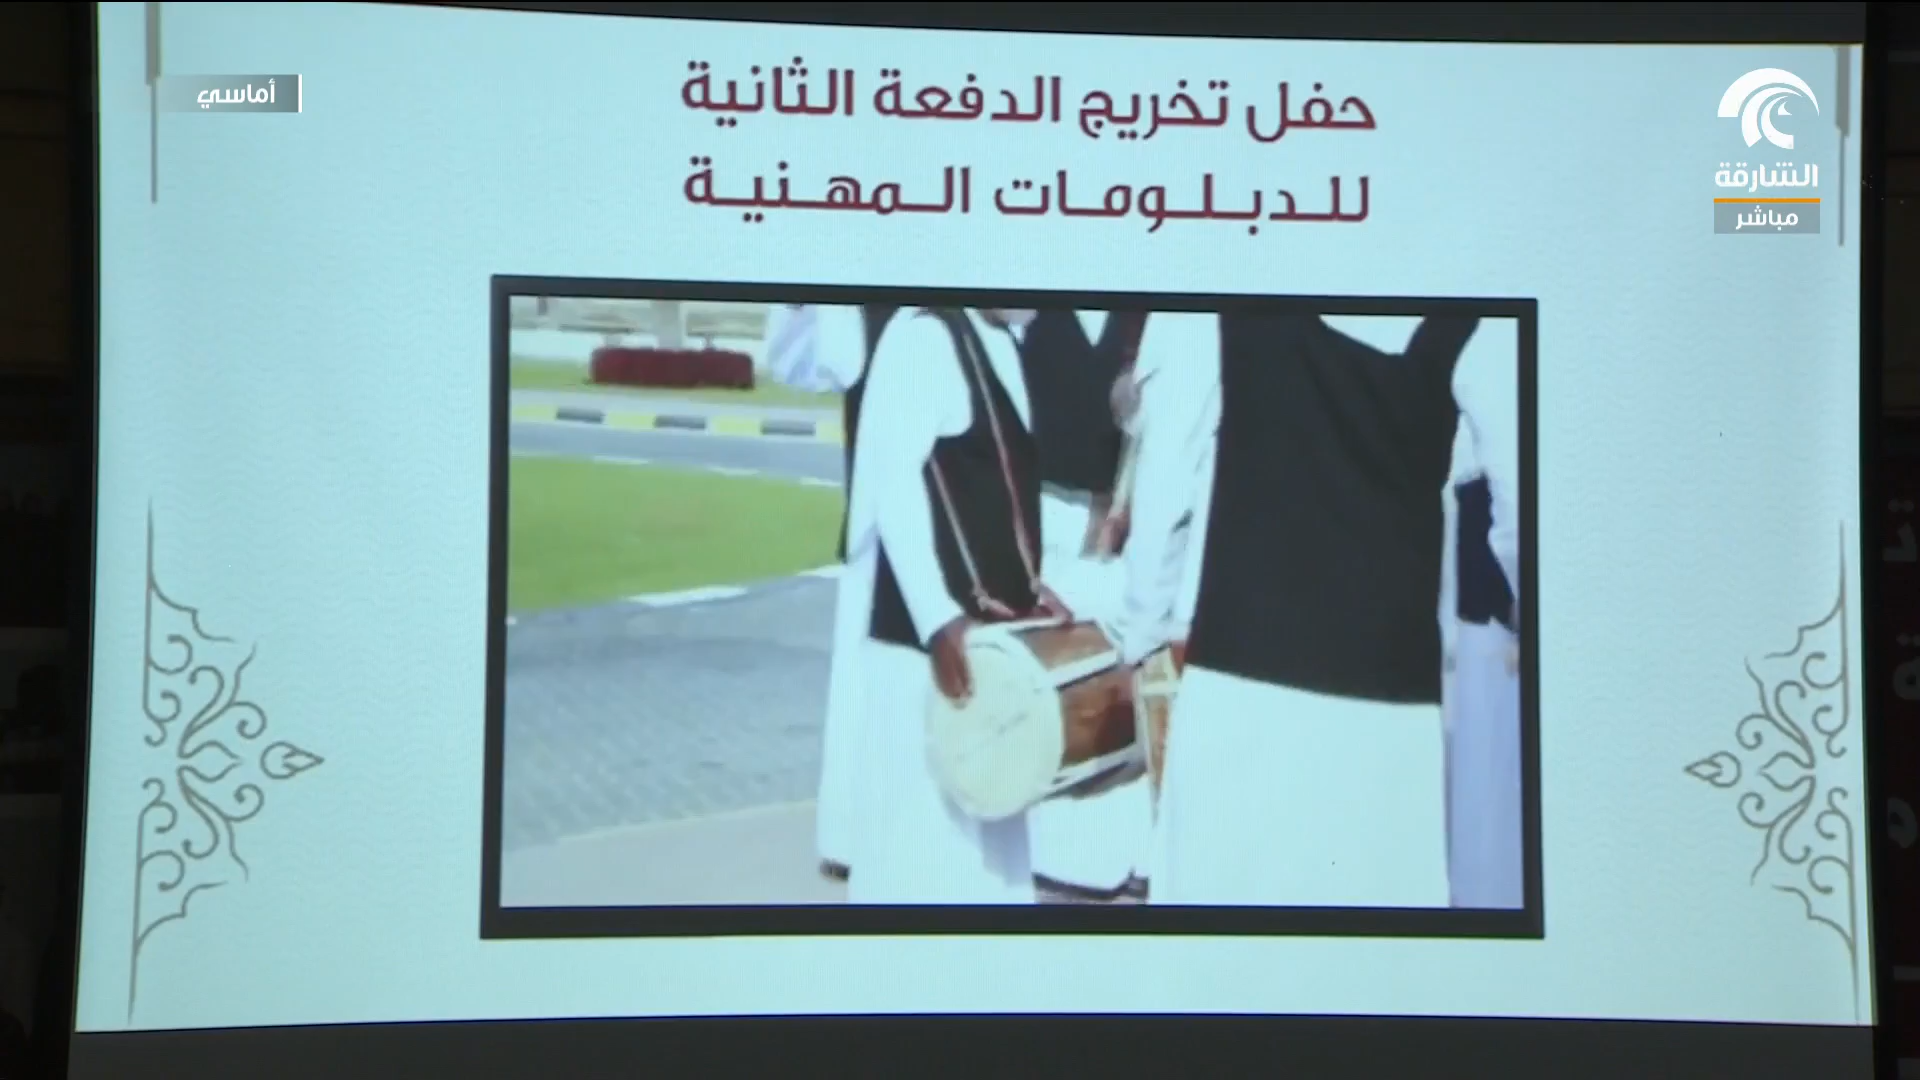 حفل تخريج الدفعة الثانية
للدبلومات المهنية
أماسي
الشارقة
مباشر